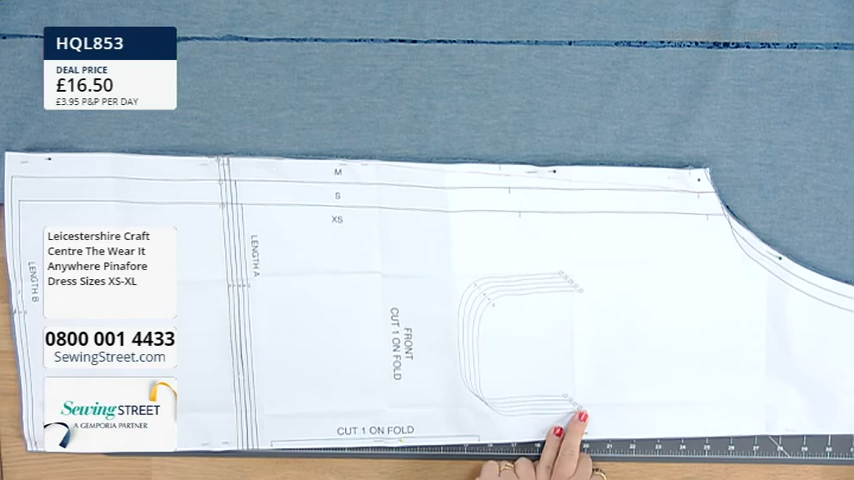 HQL853
DEAL PRICE
£16.50
£3.95 P&P PER DAY
M
S
XS
Leicestershire Craft
Centre The Wear It
Anywhere Pinafore
Dress Sizes XS-XL
LENGTH B
LENGTH A
FRONT
CUT 1 ON FOLD
0800 001 4433
SewingStreet.com
Sewing STREET
A GEMPORIA PARTNER
CUT 1 ON FOLD